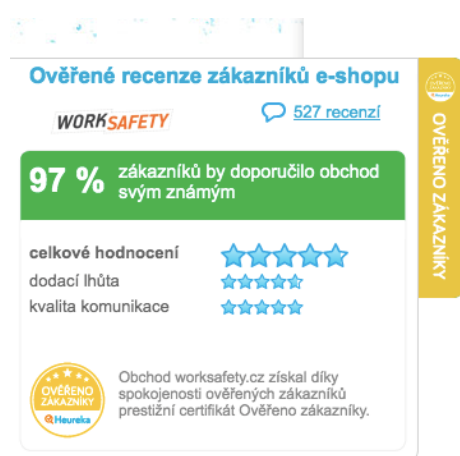 Ověřené recenze zákazníků e-shopu
WORKSAFETY
527 recenzí
97 %
zákazníků by doporučilo obchod
svým známým
celkové hodnocení
dodací lhůta
kvalita komunikace
OVĚŘENO
ZÁKAZNÍKY
Heureka
Obchod worksafety.cz získal díky
spokojenosti ověřených zákazníků
prestižní certifikát Ověřeno zákazníky.
OVĚŘENO ZÁKAZNÍKY